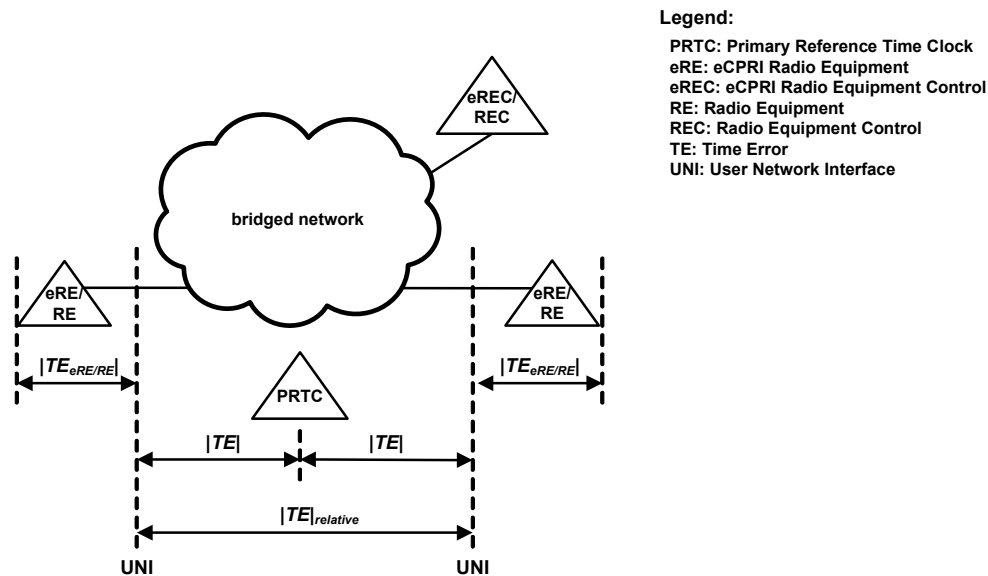 Legend:
PRTC: Primary Reference Time Clock
eRE: eCPRI Radio Equipment
eREC: eCPRI Radio Equipment Control
RE: Radio Equipment
REC: Radio Equipment Control
TE: Time Error
UNI: User Network Interface
eREC/
REC
bridged network
eRE/
RE
eRE/
RE
|TEeRE/RE|
|TEeRE/RE|
PRTC
|TE|
|TE|
|TE|relative
UNI
UNI